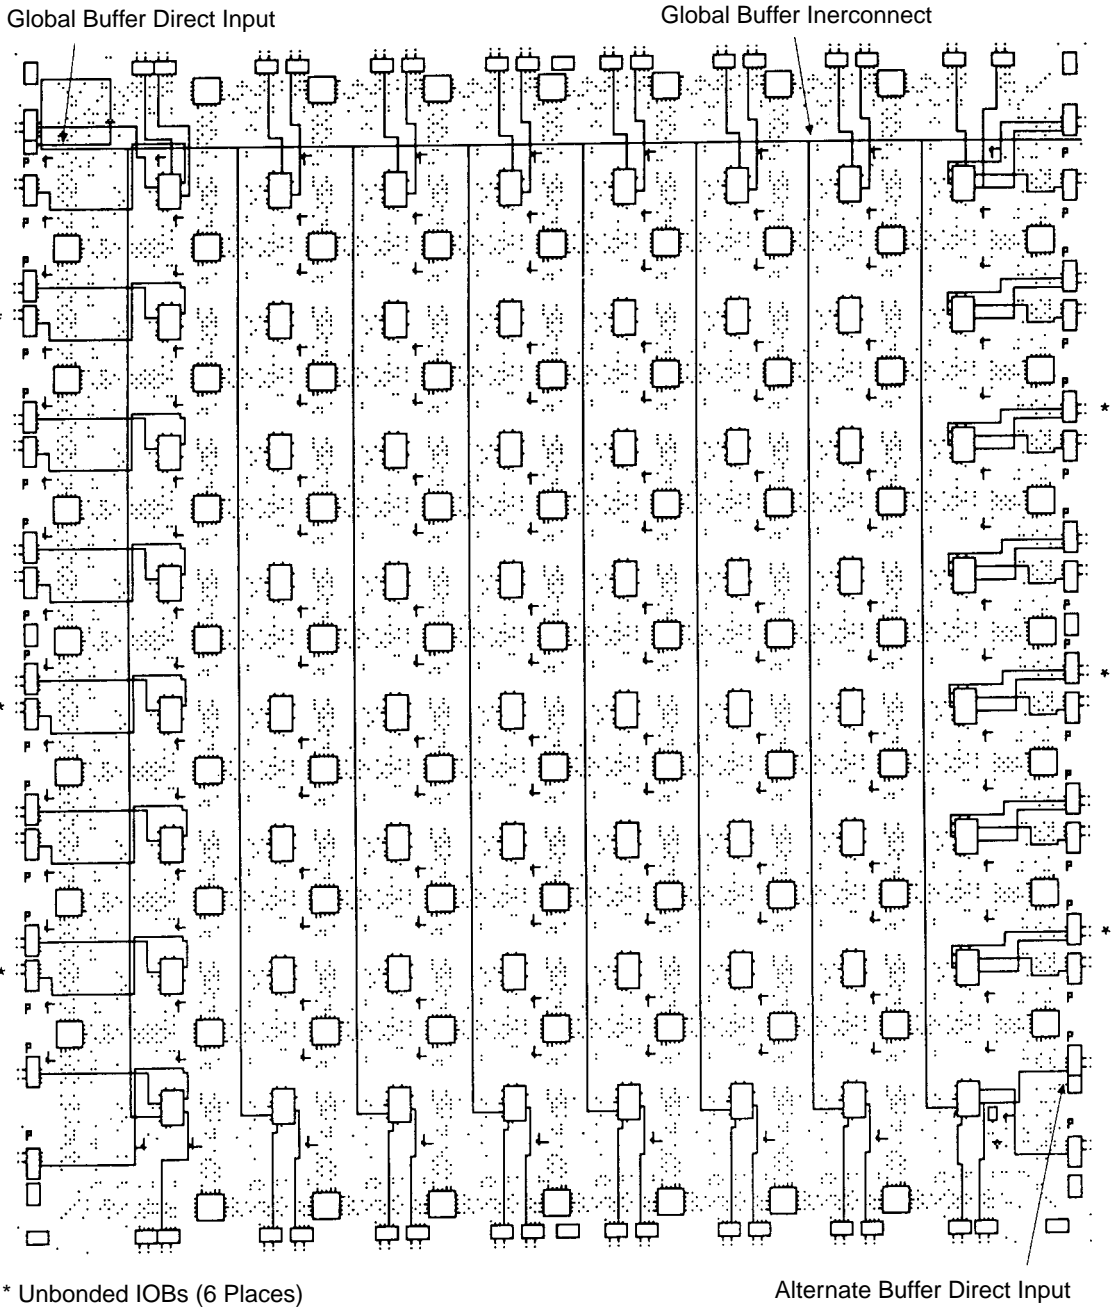 Global Buffer Direct Input
Global Buffer Inerconnect
* Unbonded IOBs (6 Places)
Alternate Buffer Direct Input